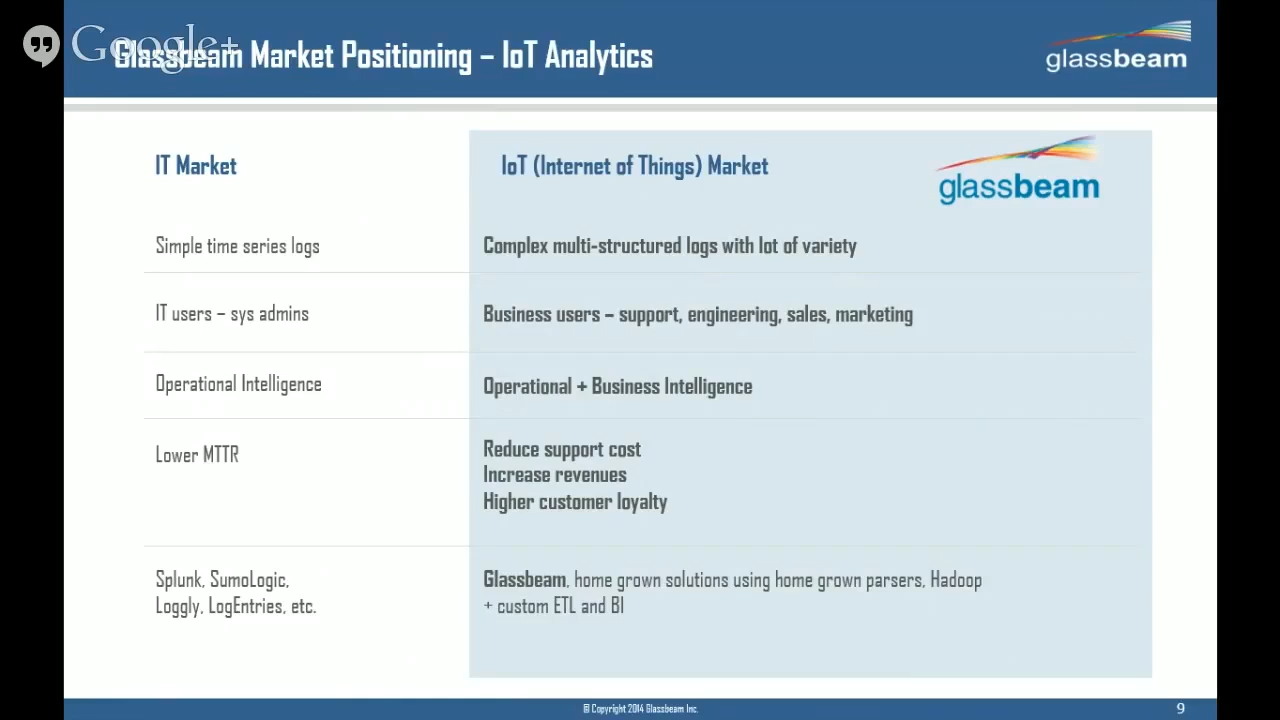 Google+
Glassbeam Market Positioning – IoT Analytics
glassbeam
IT Market
IoT (Internet of Things) Market
glassbeam
Simple time series logs
Complex multi-structured logs with lot of variety
IT users – sys admins
Business users – support, engineering, sales, marketing
Operational Intelligence
Operational + Business Intelligence
Lower MTTR
Reduce support cost
Increase revenues
Higher customer loyalty
Splunk, SumoLogic,
Loggly, LogEntries, etc.
Glassbeam, home grown solutions using home grown parsers, Hadoop
+ custom ETL and BI
© Copyright 2014 Glassbeam Inc.
9